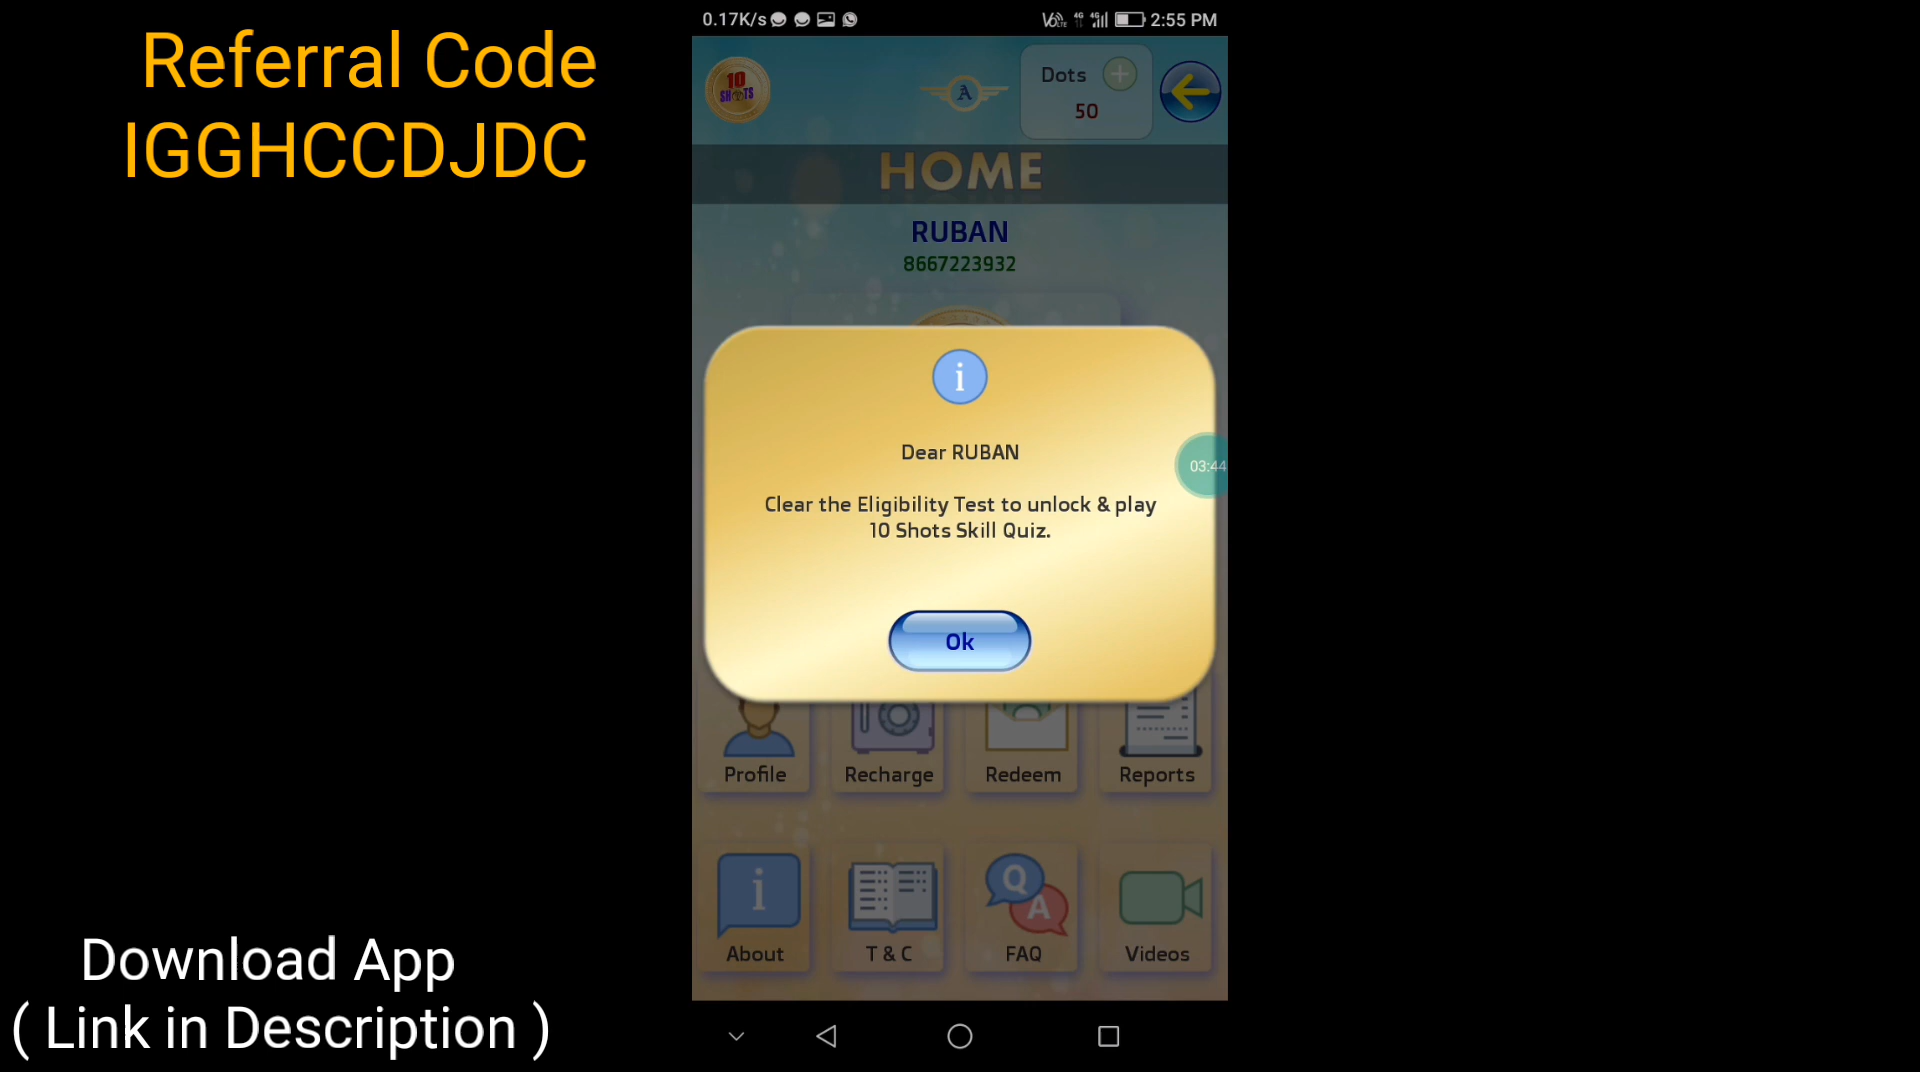 Referral Code
IGGHCCDJDC
0.17K/s
2:55 PM
10
SHOTS
A
Dots
50
HOME
RUBAN
8667223932
i
Dear RUBAN
Clear the Eligibility Test to unlock & play
10 Shots Skill Quiz.
03:44
Ok
Profile
Recharge
Redeem
Reports
i
Q
A
About
T & C
FAQ
Videos
Download App
( Link in Description )